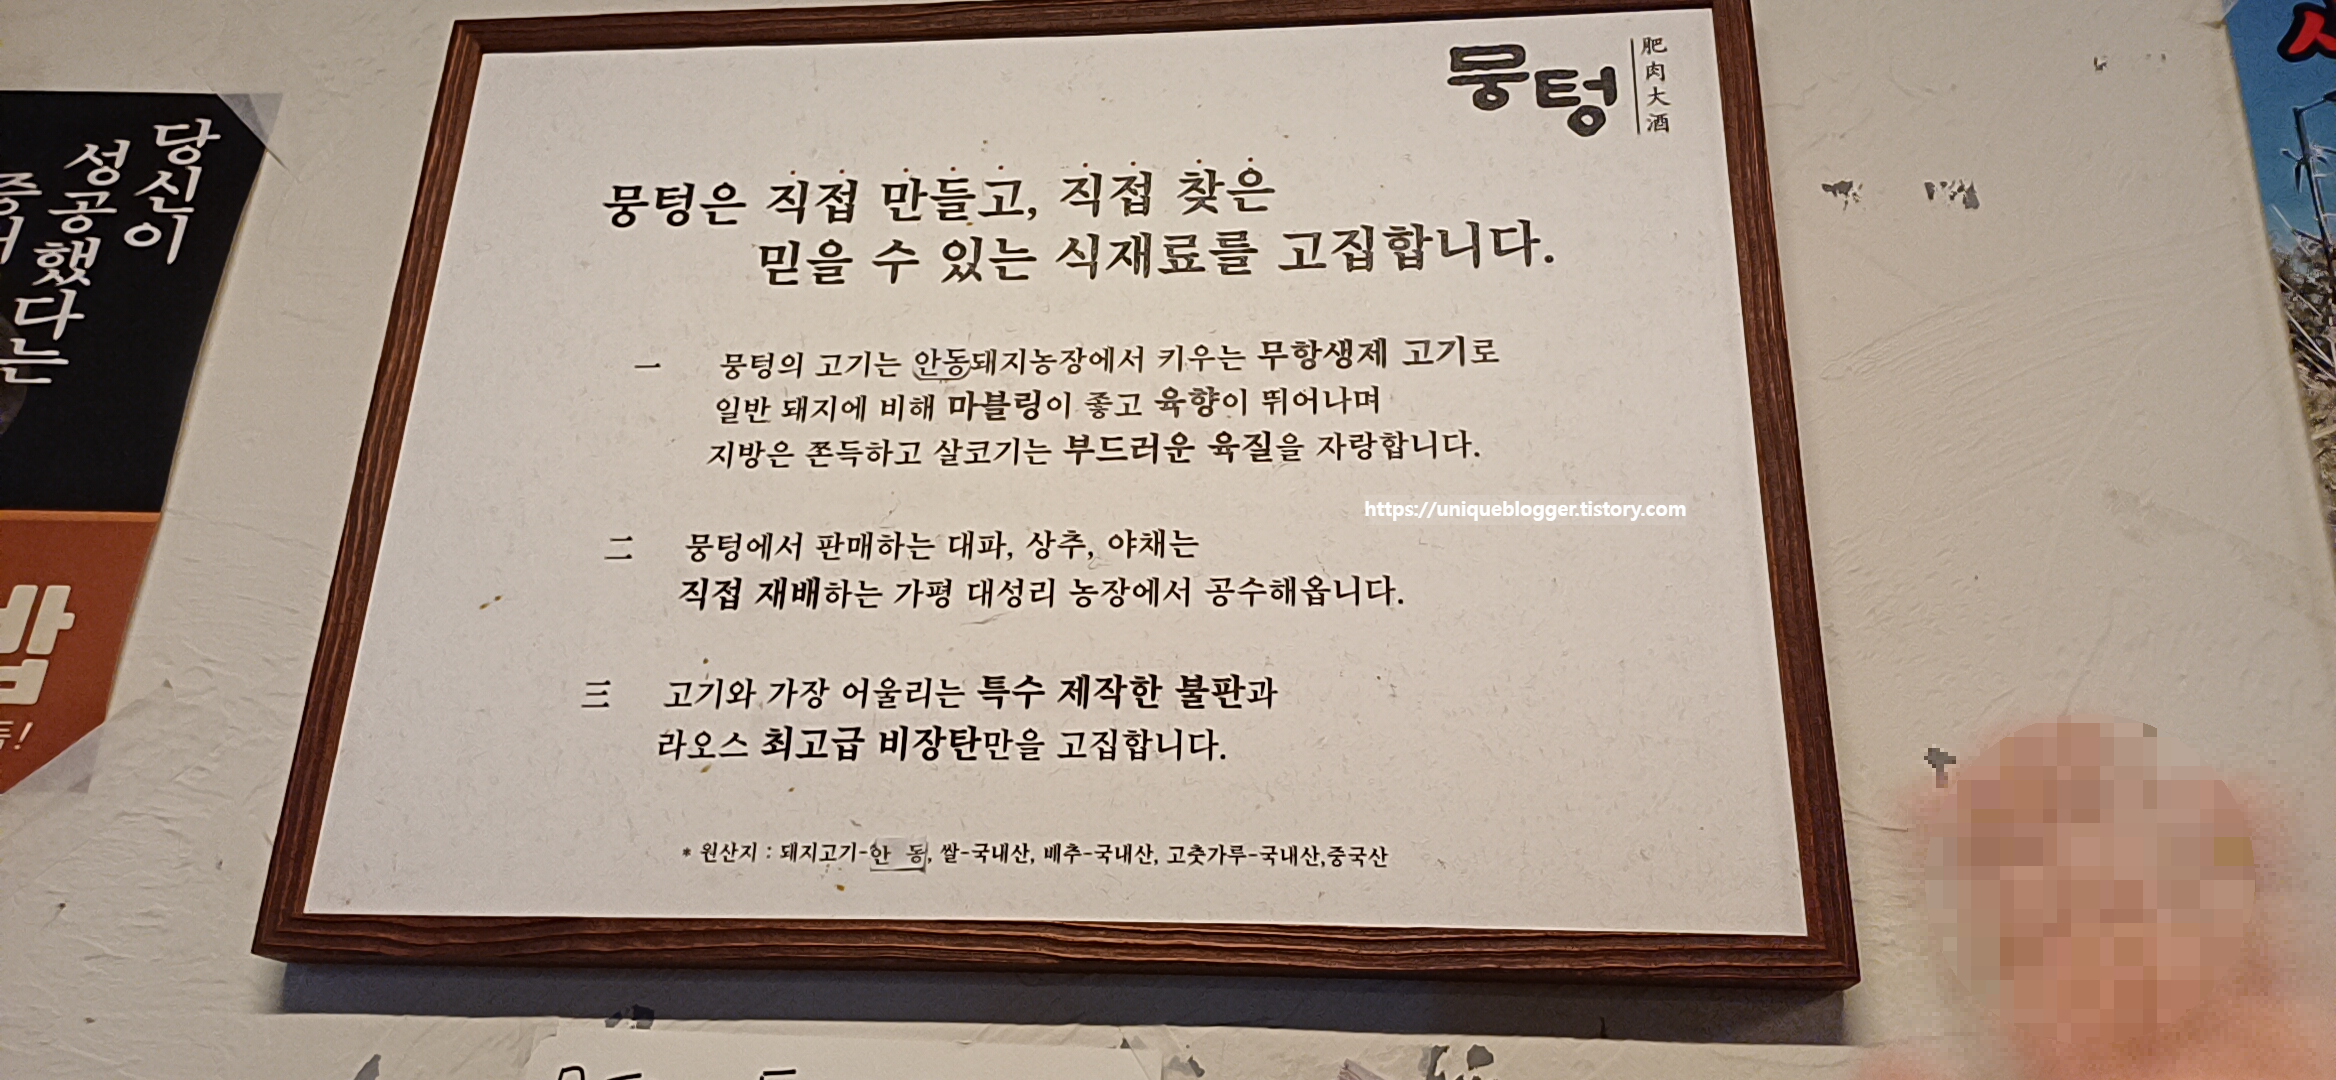 뭉텅
肥肉大酒
뭉텅은 직접 만들고, 직접 찾은
믿을 수 있는 식재료를 고집합니다.
一 뭉텅의 고기는 안동돼지농장에서 키우는 무항생제 고기로
일반 돼지에 비해 마블링이 좋고 육향이 뛰어나며
지방은 쫀득하고 살코기는 부드러운 육질을 자랑합니다.
https://uniqueblogger.tistory.com
二 뭉텅에서 판매하는 대파, 상추, 야채는
직접 재배하는 가평 대성리 농장에서 공수해옵니다.
三 고기와 가장 어울리는 특수 제작한 불판과
라오스 최고급 비장탄만을 고집합니다.
* 원산지 : 돼지고기-안 동, 쌀-국내산, 배추-국내산, 고춧가루-국내산,중국산
당신이
성공했다는